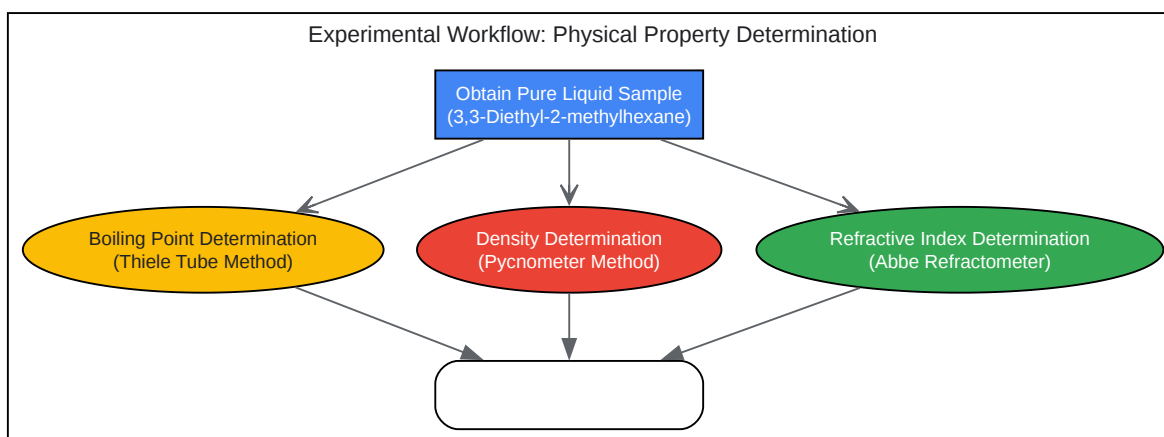 Experimental Workflow: Physical Property Determination
Obtain Pure Liquid Sample
(3,3-Diethyl-2-methylhexane)
Boiling Point Determination
(Thiele Tube Method)
Density Determination
(Pycnometer Method)
Refractive Index Determination
(Abbe Refractometer)